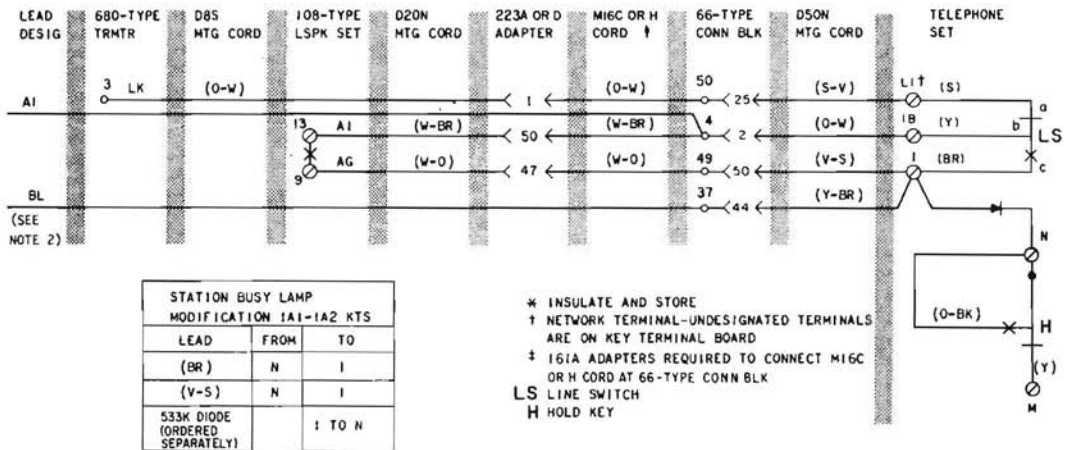 LEAD DESIG
680-TYPE TRMTR
D8S MTG CORD
108-TYPE LSPK SET
D20N MTG CORD
223A OR D ADAPTER
M16C OR H CORD ‡
66-TYPE CONN BLK
D50N MTG CORD
TELEPHONE SET
3 LK (O-W) 1 (O-W) 50 25 (S-V) L1† (S) a
A1
13 A1 (W-BR) 50 (W-BR) 4 2 (O-W) 1B (Y) b LS
9 AG (W-O) 47 (W-O) 49 50 (V-S) 1 (BR) c
BL 37 44 (Y-BR)
(SEE NOTE 2)
N
(O-BK) H
(Y)
M
STATION BUSY LAMP
MODIFICATION 1A1-1A2 KTS
LEAD FROM TO
(BR) N 1
(V-S) N 1
533K DIODE (ORDERED SEPARATELY) 1 TO N
* INSULATE AND STORE
† NETWORK TERMINAL-UNDESIGNATED TERMINALS
ARE ON KEY TERMINAL BOARD
‡ 161A ADAPTERS REQUIRED TO CONNECT M16C
OR H CORD AT 66-TYPE CONN BLK
LS LINE SWITCH
H HOLD KEY